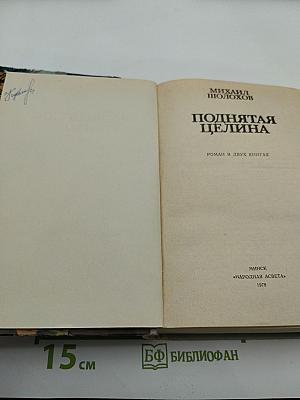 МИХАИЛ
ШОЛОХОВ
ПОДНЯТАЯ
ЦЕЛИНА
РОМАН В ДВУХ КНИГАХ
МИНСК
«НАРОДНАЯ АСВЕТА»
1978
15 см
БФ БИБЛИОФАН